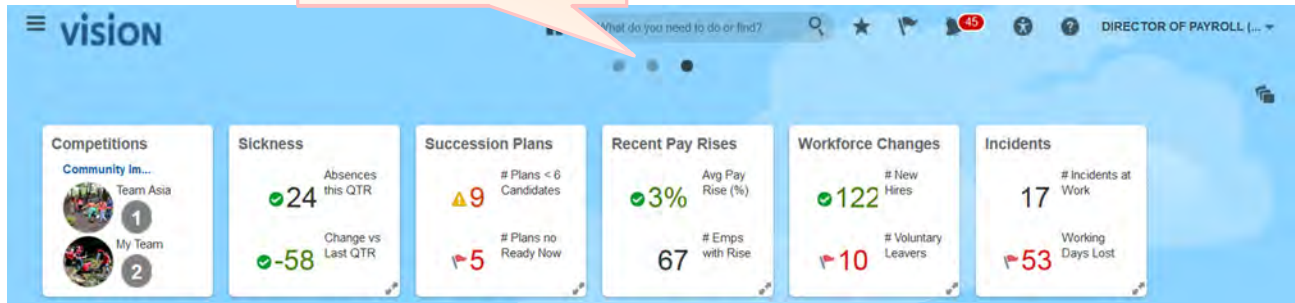 vision
What do you need to do or find?
45
DIRECTOR OF PAYROLL (...
Competitions
Community Im...
Team Asia
1
My Team
2
Sickness
24
Absences
this QTR
-58
Change vs
Last QTR
Succession Plans
9
# Plans < 6
Candidates
5
# Plans no
Ready Now
Recent Pay Rises
3%
Avg Pay
Rise (%)
67
# Emps
with Rise
Workforce Changes
122
# New
Hires
10
# Voluntary
Leavers
Incidents
17
# Incidents at
Work
53
Working
Days Lost